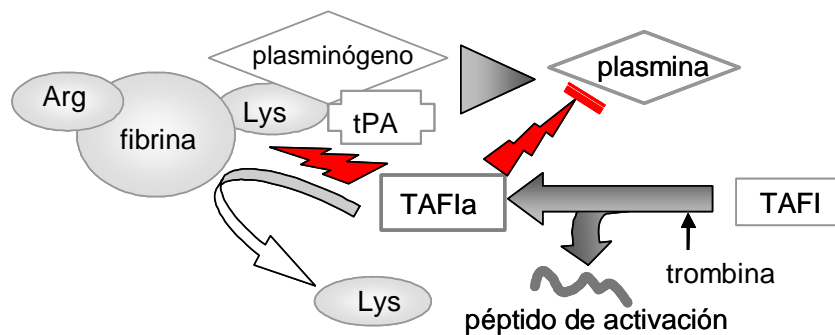 plasminógeno
plasmina
Arg
Lys
tPA
fibrina
TAFIa
TAFI
trombina
Lys
péptido de activación